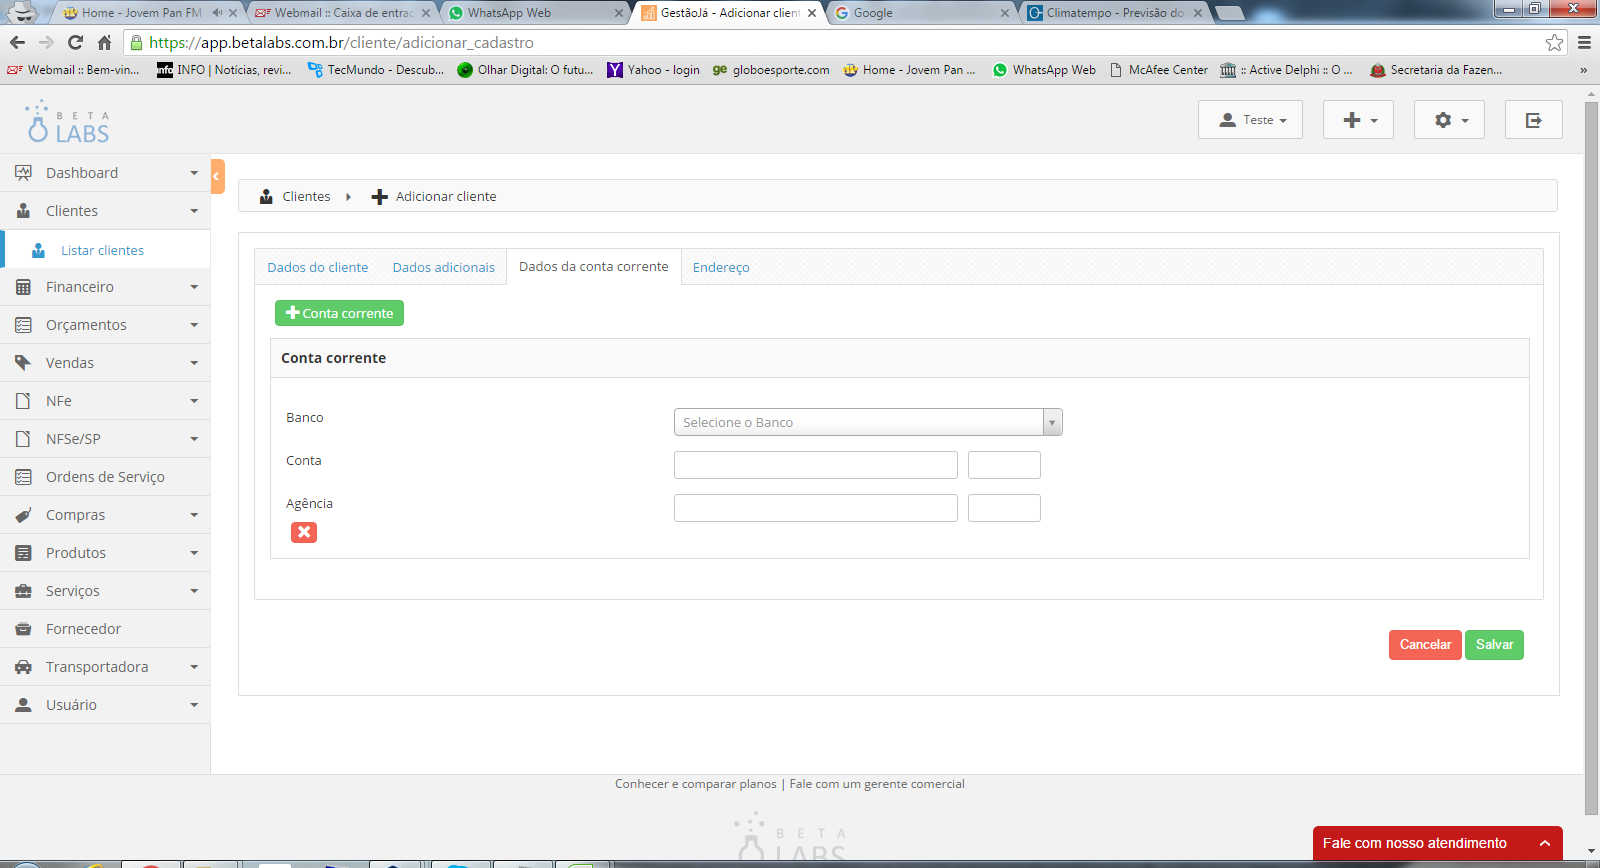 Home - Jovem Pan FM
Webmail :: Caixa de entrac
WhatsApp Web
GestãoJá - Adicionar client
Google
Climatempo - Previsão do
https://app.betalabs.com.br/cliente/adicionar_cadastro
Webmail :: Bem-vin...
INFO | Notícias, revi...
TecMundo - Descub...
Olhar Digital: O futu...
Yahoo - login
globoesporte.com
Home - Jovem Pan ...
WhatsApp Web
McAfee Center
:: Active Delphi :: O ...
Secretaria da Fazen...
»
BETA
LABS
Teste
Dashboard
Clientes
Listar clientes
Financeiro
Orçamentos
Vendas
NFe
NFSe/SP
Ordens de Serviço
Compras
Produtos
Serviços
Fornecedor
Transportadora
Usuário
Clientes
Adicionar cliente
Dados do cliente
Dados adicionais
Dados da conta corrente
Endereço
Conta corrente
Conta corrente
Banco
Selecione o Banco
Conta
Agência
Cancelar
Salvar
Conhecer e comparar planos | Fale com um gerente comercial
BETA
LABS
Fale com nosso atendimento